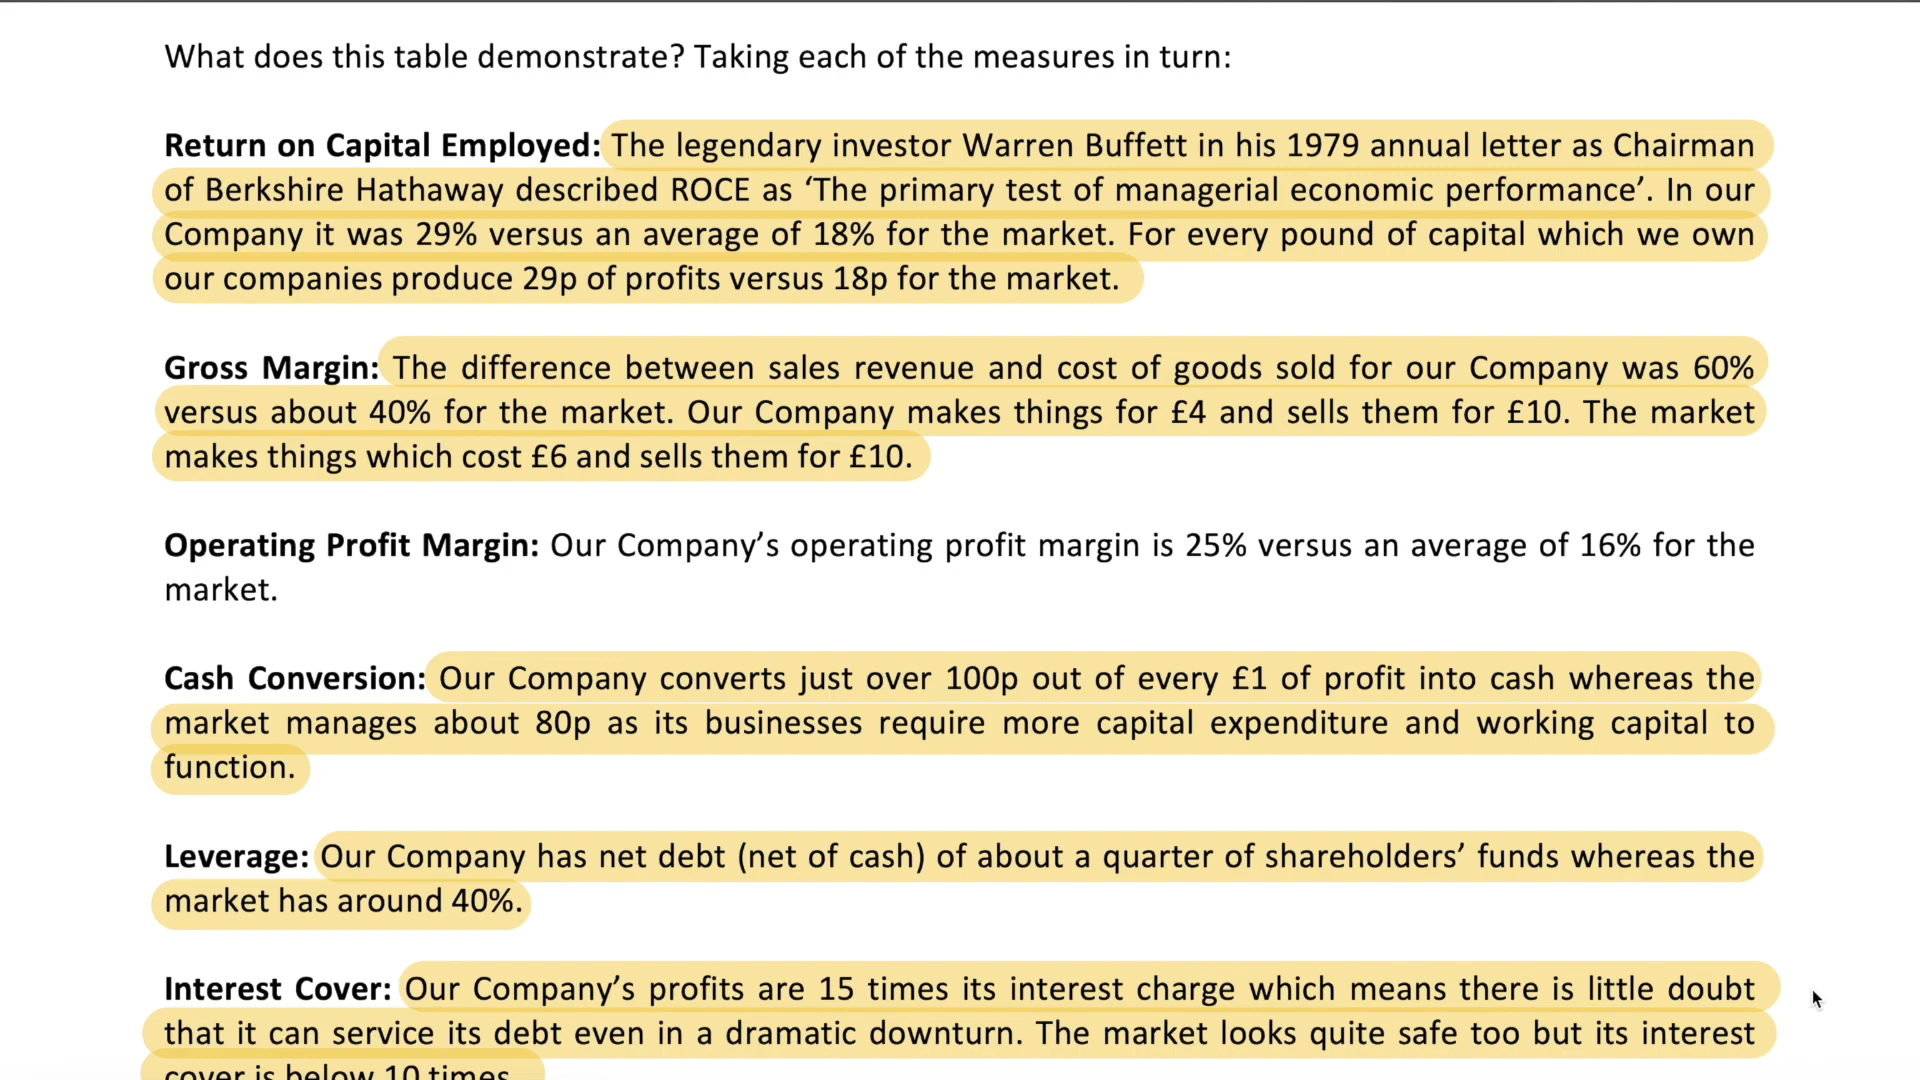 What does this table demonstrate? Taking each of the measures in turn:
Return on Capital Employed: The legendary investor Warren Buffett in his 1979 annual letter as Chairman
of Berkshire Hathaway described ROCE as ‘The primary test of managerial economic performance’. In our
Company it was 29% versus an average of 18% for the market. For every pound of capital which we own
our companies produce 29p of profits versus 18p for the market.
Gross Margin: The difference between sales revenue and cost of goods sold for our Company was 60%
versus about 40% for the market. Our Company makes things for £4 and sells them for £10. The market
makes things which cost £6 and sells them for £10.
Operating Profit Margin: Our Company’s operating profit margin is 25% versus an average of 16% for the
market.
Cash Conversion: Our Company converts just over 100p out of every £1 of profit into cash whereas the
market manages about 80p as its businesses require more capital expenditure and working capital to
function.
Leverage: Our Company has net debt (net of cash) of about a quarter of shareholders’ funds whereas the
market has around 40%.
Interest Cover: Our Company’s profits are 15 times its interest charge which means there is little doubt
that it can service its debt even in a dramatic downturn. The market looks quite safe too but its interest
cover is below 10 times.